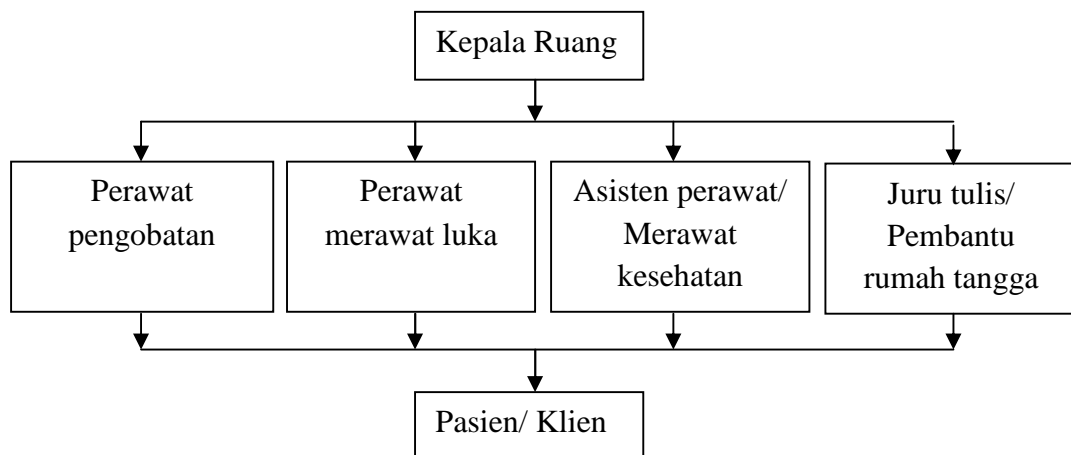 Kepala Ruang
Perawat
pengobatan
Perawat
merawat luka
Asisten perawat/
Merawat
kesehatan
Juru tulis/
Pembantu
rumah tangga
Pasien/ Klien